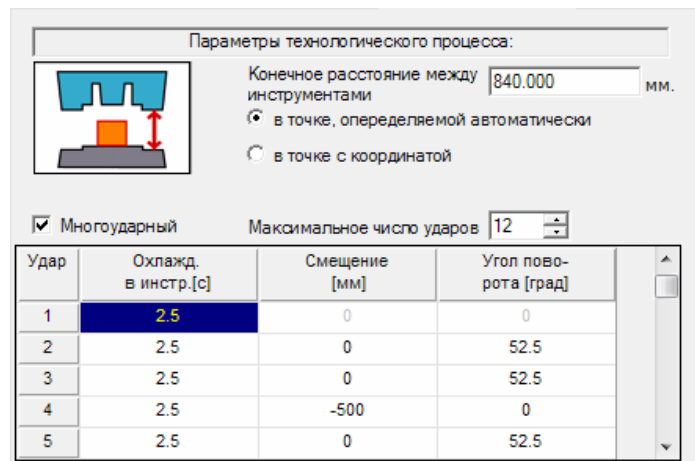 Параметры технологического процесса:
Конечное расстояние между
инструментами
840.000
мм.
в точке, опеределяемой автоматически
в точке с координатой
Многоударный
Максимальное число ударов 12
Удар Охлажд. в инстр.[с] Смещение [мм] Угол пово- рота [град]
1 2.5 0 0
2 2.5 0 52.5
3 2.5 0 52.5
4 2.5 -500 0
5 2.5 0 52.5